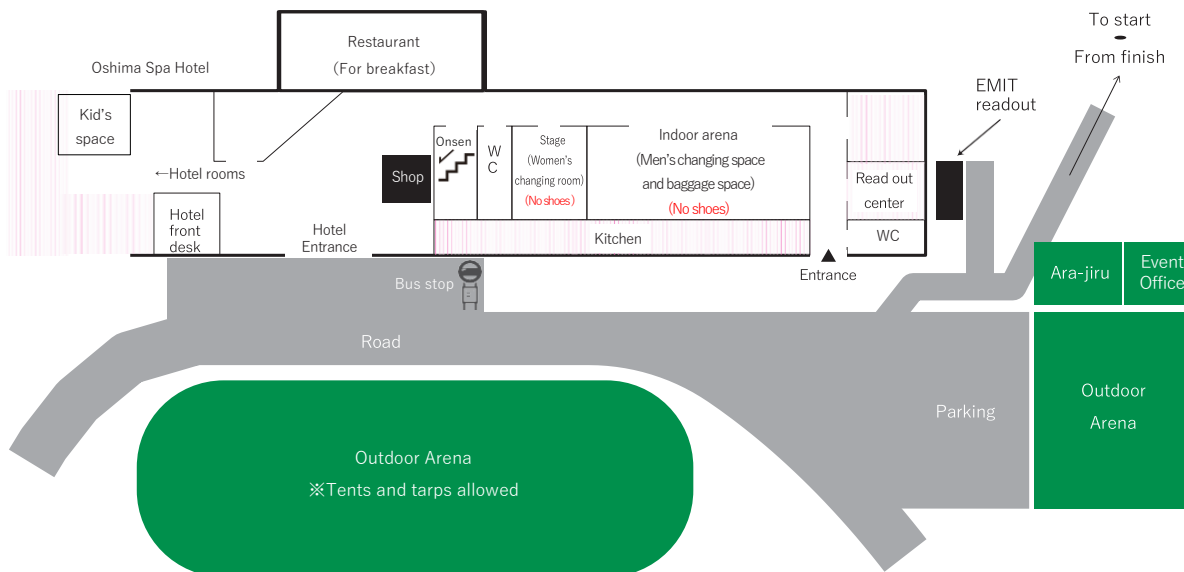 To start
From finish
Restaurant
(For breakfast)
Oshima Spa Hotel
EMIT
readout
Kid's
space
Onsen
WC
Stage
(Women's
changing room)
(No shoes)
Indoor arena
(Men's changing space
and baggage space)
(No shoes)
←Hotel rooms
Shop
Read out
center
Hotel
front
desk
Hotel
Entrance
Kitchen
WC
Entrance
Ara-jiru
Event
Office
Bus stop
Road
Parking
Outdoor
Arena
Outdoor Arena
※Tents and tarps allowed